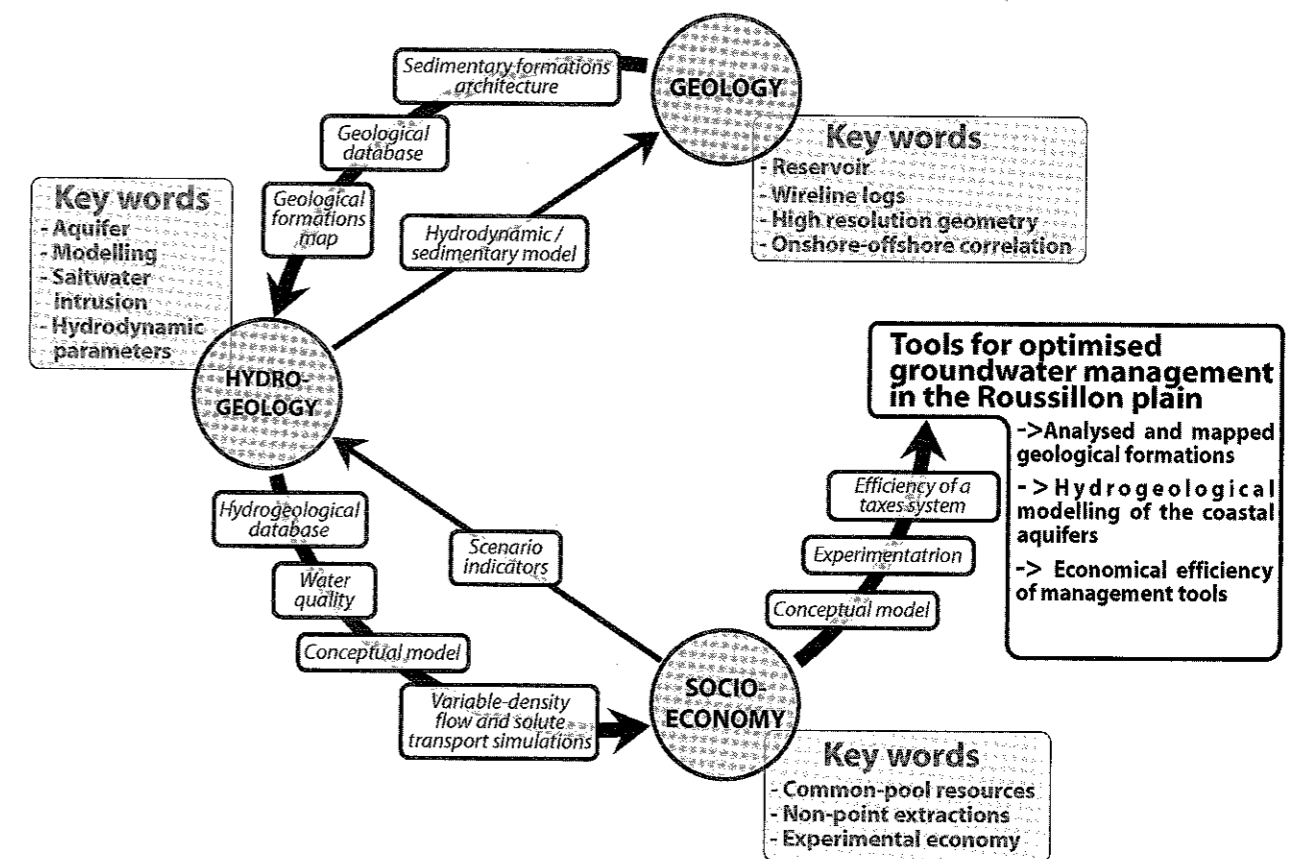 Sedimentary formations
architecture
GEOLOGY
Geological
database
Key words
- Reservoir
- Wireline logs
- High resolution geometry
- Onshore-offshore correlation
Key words
- Aquifer
- Modelling
- Saltwater
intrusion
- Hydrodynamic
parameters
Geological
formations
map
Hydrodynamic /
sedimentary model
HYDRO-
GEOLOGY
Tools for optimised
groundwater management
in the Roussillon plain
->Analysed and mapped
geological formations
-> Hydrogeological
modelling of the coastal
aquifers
-> Economical efficiency
of management tools
Efficiency of a
taxes system
Experimentatrion
Conceptual model
Hydrogeological
database
Scenario
indicators
Water
quality
Conceptual model
Variable-density
flow and solute
transport simulations
SOCIO-
ECONOMY
Key words
- Common-pool resources
- Non-point extractions
- Experimental economy